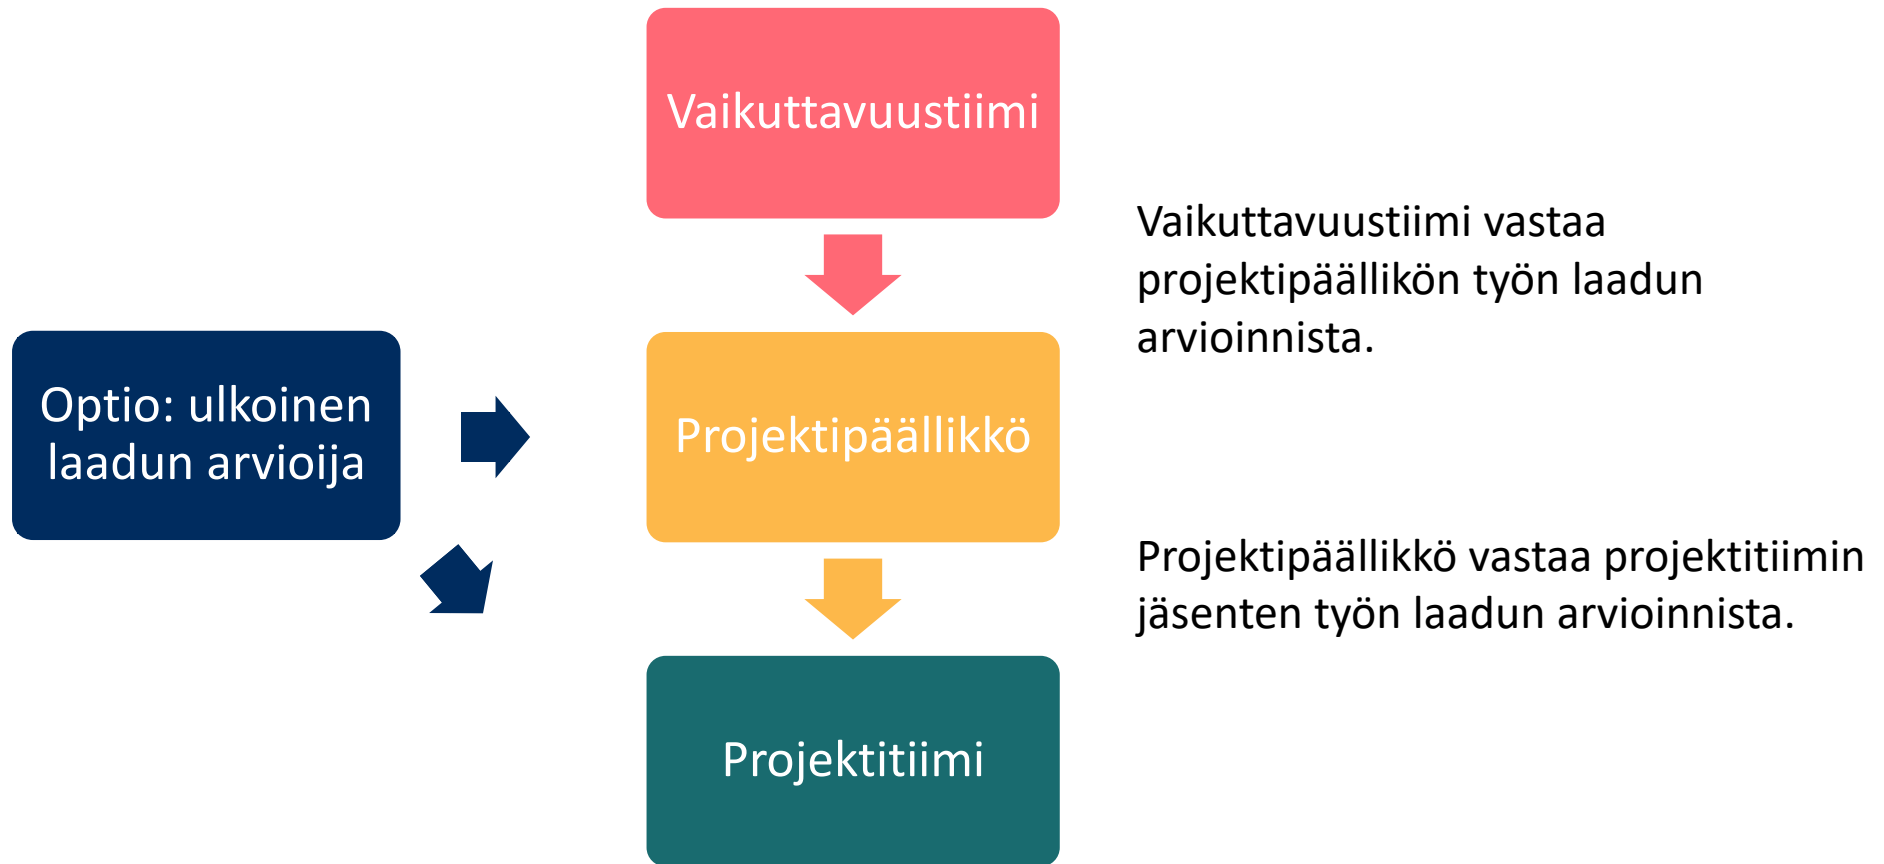 Vaikuttavuustiimi
Vaikuttavuustiimi vastaa
projektipäällikön työn laadun
arvioinnista.
Optio: ulkoinen
laadun arvioija
Projektipäällikkö
Projektipäällikkö vastaa projektitiimin
jäsenten työn laadun arvioinnista.
Projektitiimi